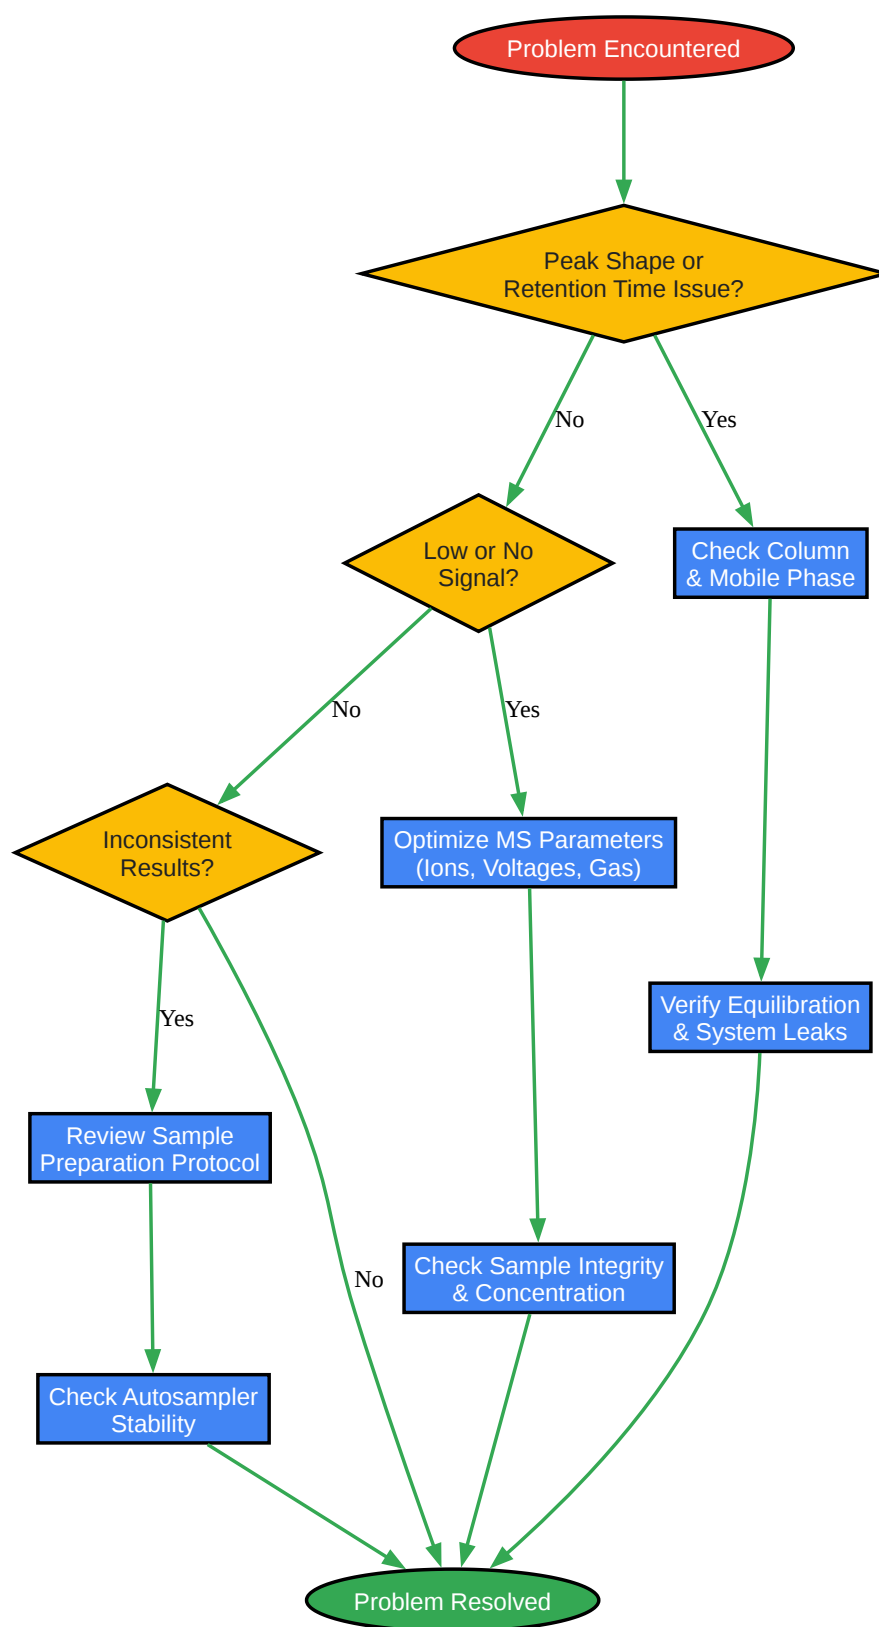 Problem Encountered
Peak Shape or
Retention Time Issue?
No
Yes
Low or No
Signal?
Check Column
& Mobile Phase
No
Yes
Inconsistent
Results?
Optimize MS Parameters
(Ions, Voltages, Gas)
Verify Equilibration
& System Leaks
Yes
Review Sample
Preparation Protocol
No
Check Sample Integrity
& Concentration
Check Autosampler
Stability
Problem Resolved